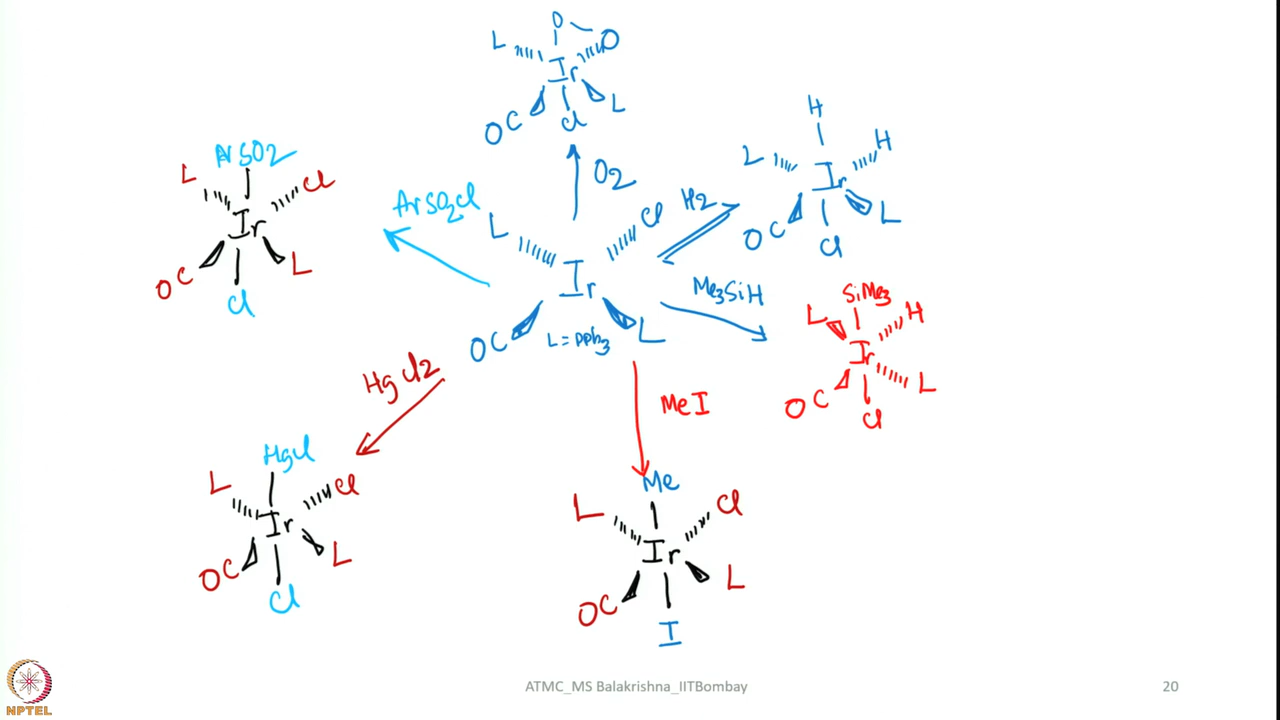 O
L O
Ir
OC Cl L
O2
ArSO2
L Cl
Ir
OC L
Cl
ArSO2Cl
H
L H
Ir
OC L
Cl
H2
L Cl
Ir
OC L=PPh3 L
Me3SiH
SiMe3
L H
Ir
OC L
Cl
HgCl2
MeI
HgCl
L Cl
Ir
OC L
Cl
Me
L Cl
Ir
OC L
I
NPTEL
ATMC_MS Balakrishna_IITBombay
20